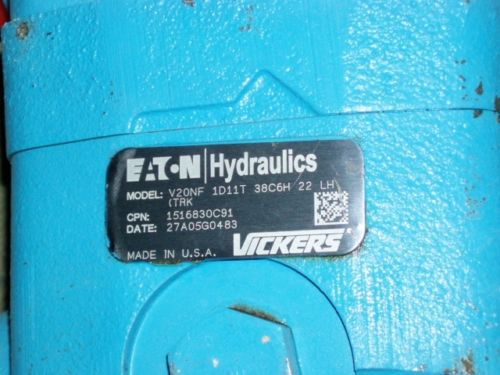 EATON Hydraulics
MODEL: V20NF 1D11T 38C6H 22 LH
(TRK
CPN: 1516830C91
DATE: 27A05G0483
MADE IN U.S.A. VICKERS®